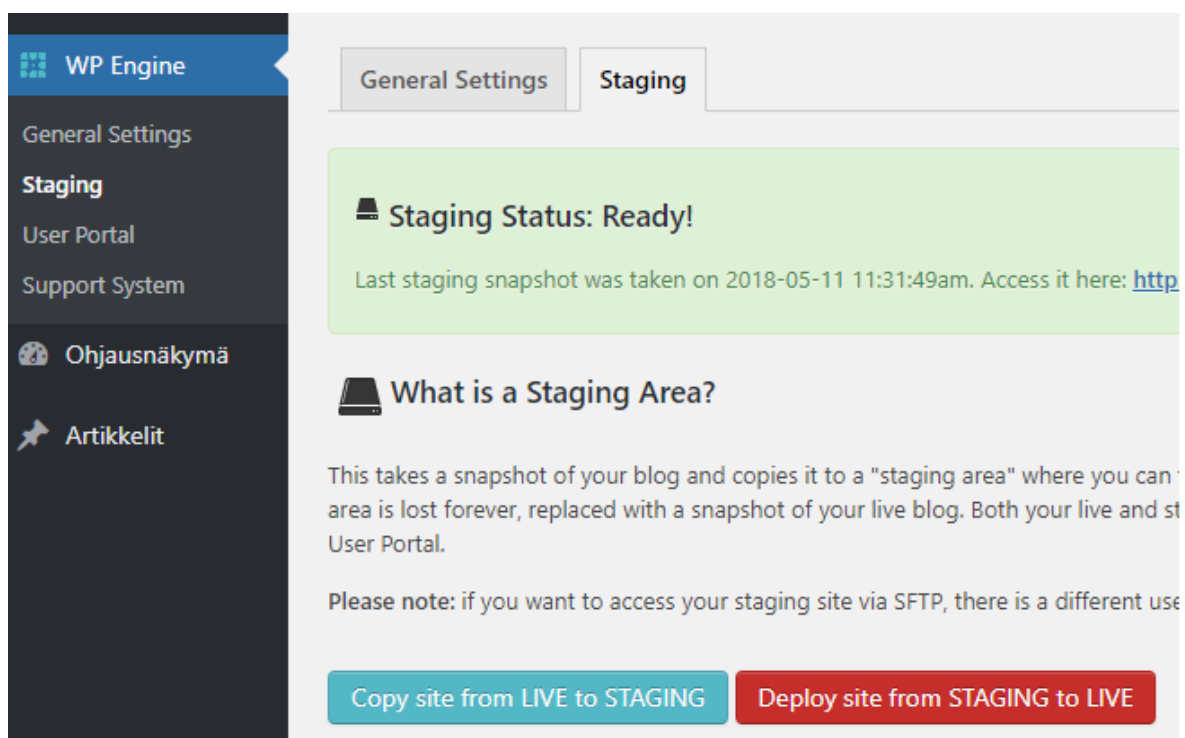 WP Engine
General Settings
Staging
User Portal
Support System
Ohjausnäkymä
Artikkelit
General Settings
Staging
Staging Status: Ready!
Last staging snapshot was taken on 2018-05-11 11:31:49am. Access it here: http
What is a Staging Area?
This takes a snapshot of your blog and copies it to a "staging area" where you can
area is lost forever, replaced with a snapshot of your live blog. Both your live and st
User Portal.
Please note: if you want to access your staging site via SFTP, there is a different use
Copy site from LIVE to STAGING
Deploy site from STAGING to LIVE